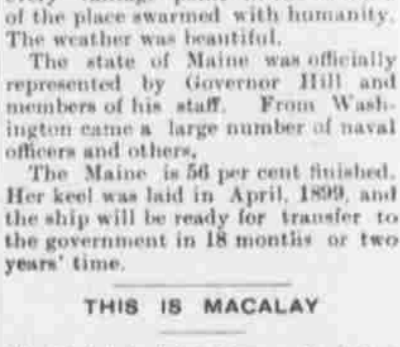 of the place swarmed with humanity.
The weather was beautiful.
The state of Maine was officially
represented by Governor Hill and
members of his staff. From Wash-
ington came a large number of naval
officers and others.
The Maine is 56 per cent finished.
Her keel was laid in April, 1899, and
the ship will be ready for transfer to
the government in 18 months or two
years' time.
THIS IS MACALAY